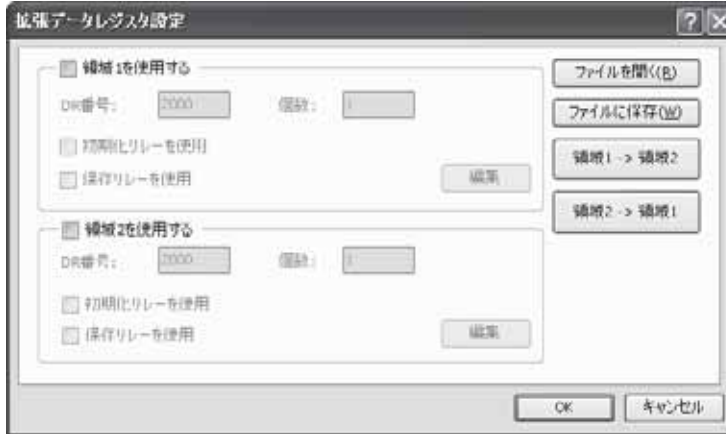 拡張データレジスタ設定
領域1を使用する
DR番号: 2000 個数: 1
初期化リレーを使用
保存リレーを使用
編集
領域2を使用する
DR番号: 2000 個数: 1
初期化リレーを使用
保存リレーを使用
編集
ファイルを開く(R)
ファイルに保存(W)
領域1 -> 領域2
領域2 -> 領域1
OK
キャンセル